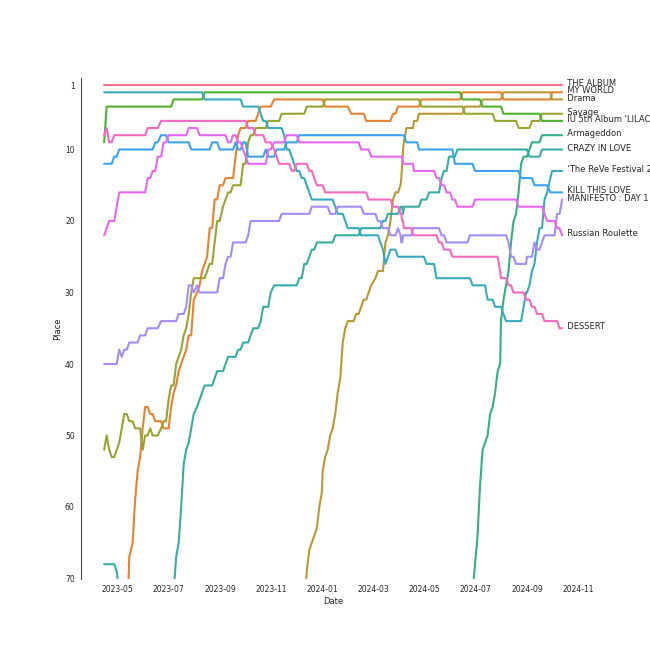 1
10
20
30
40
50
60
70
Place
2023-05
2023-07
2023-09
2023-11
2024-01
2024-03
2024-05
2024-07
2024-09
2024-11
Date
THE ALBUM
MY WORLD
Drama
Savage
IU 5th Album 'LILAC
Armageddon
CRAZY IN LOVE
'The ReVe Festival 2
KILL THIS LOVE
MANIFESTO : DAY 1
Russian Roulette
DESSERT